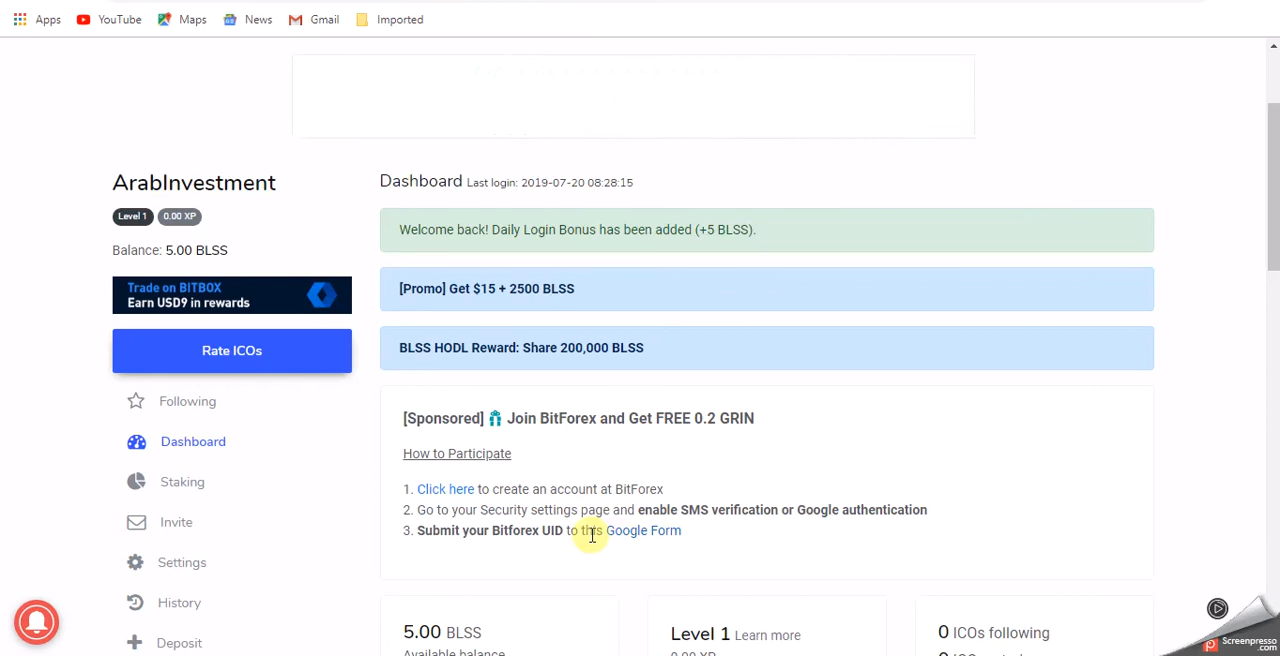 Apps YouTube Maps News Gmail Imported
ArabInvestment
Level 1 0.00 XP
Balance: 5.00 BLSS
Trade on BITBOX
Earn USD9 in rewards
Rate ICOs
Following
Dashboard
Staking
Invite
Settings
History
Deposit
Dashboard Last login: 2019-07-20 08:28:15
Welcome back! Daily Login Bonus has been added (+5 BLSS).
[Promo] Get $15 + 2500 BLSS
BLSS HODL Reward: Share 200,000 BLSS
[Sponsored] Join BitForex and Get FREE 0.2 GRIN
How to Participate
1. Click here to create an account at BitForex
2. Go to your Security settings page and enable SMS verification or Google authentication
3. Submit your Bitforex UID to this Google Form
5.00 BLSS
Available balance
Level 1 Learn more
0.00 XP
0 ICOs following
Screenpresso
.com